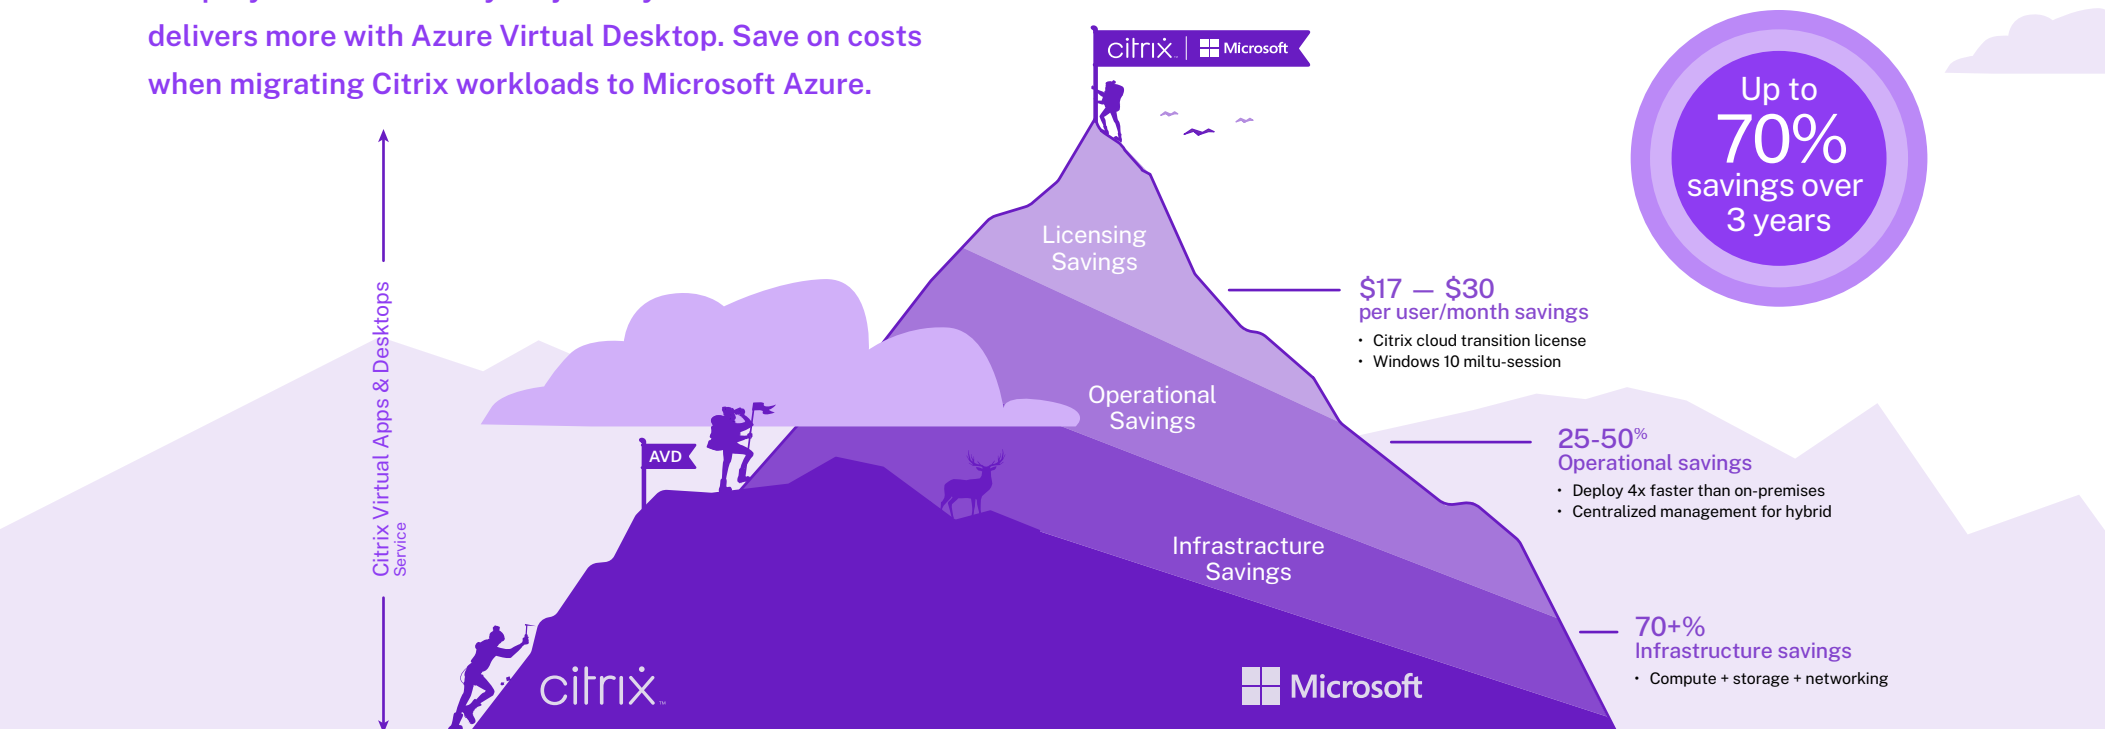 delivers more with Azure Virtual Desktop. Save on costs
when migrating Citrix workloads to Microsoft Azure.
citrix | Microsoft
Up to
70%
savings over
3 years
Licensing
Savings
$17 — $30
per user/month savings
• Citrix cloud transition license
• Windows 10 miltu-session
Citrix Virtual Apps & Desktops
Service
Operational
Savings
AVD
25-50%
Operational savings
• Deploy 4x faster than on-premises
• Centralized management for hybrid
Infrastracture
Savings
70+%
Infrastructure savings
• Compute + storage + networking
citrix™
Microsoft